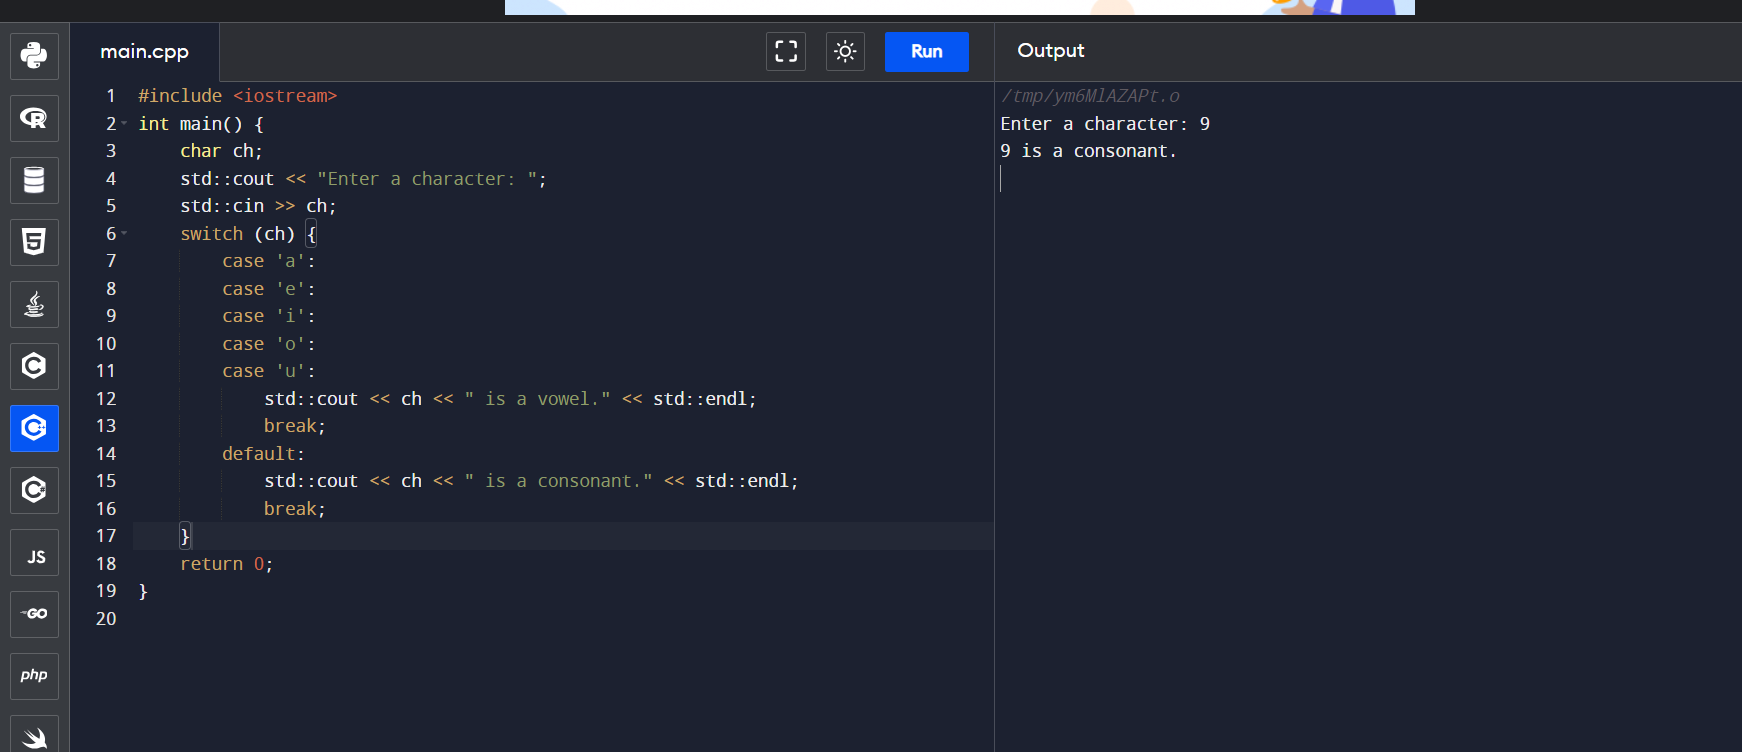 main.cpp
Run
Output
1 #include <iostream>
2 int main() {
3     char ch;
4     std::cout << "Enter a character: ";
5     std::cin >> ch;
6     switch (ch) {
7         case 'a':
8         case 'e':
9         case 'i':
10         case 'o':
11         case 'u':
12             std::cout << ch << " is a vowel." << std::endl;
13             break;
14         default:
15             std::cout << ch << " is a consonant." << std::endl;
16             break;
17     }
18     return 0;
19 }
20
/tmp/ym6MlAZAPt.o
Enter a character: 9
9 is a consonant.
R
5
C
C++
C#
JS
GO
php